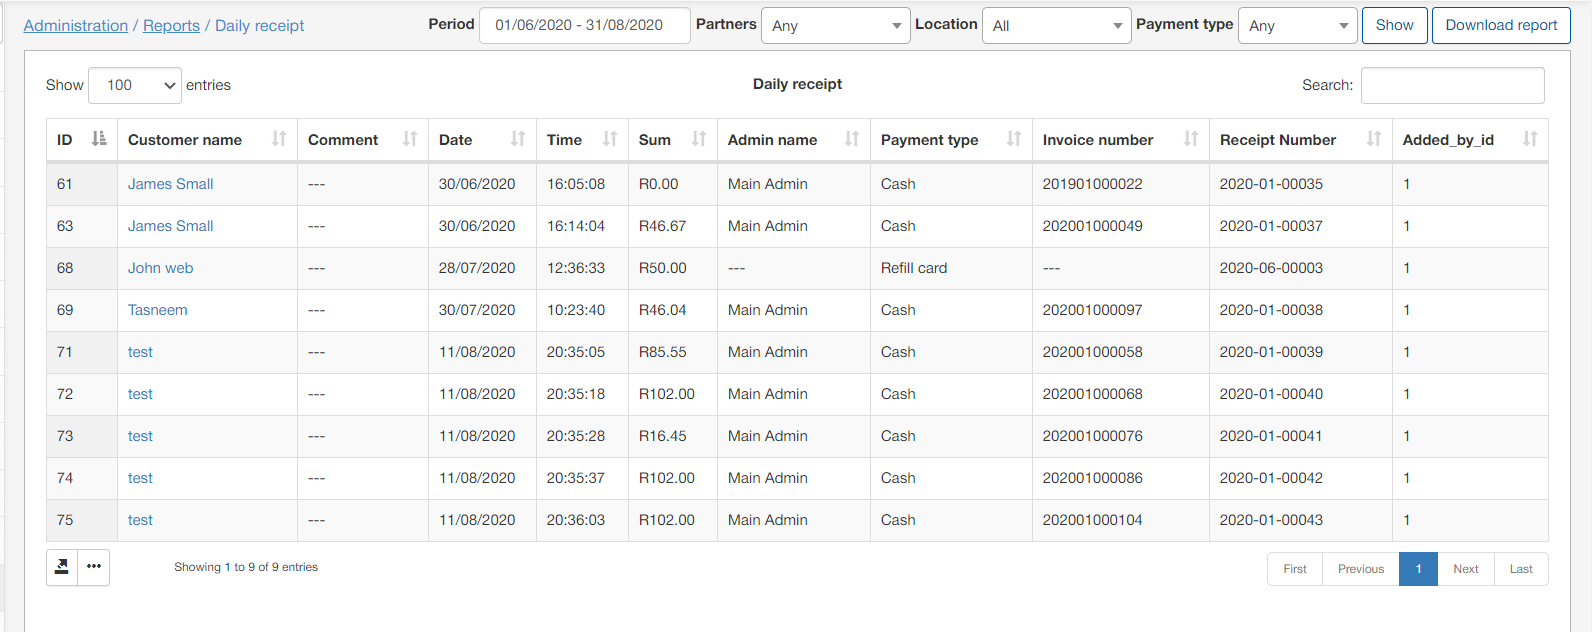 Administration / Reports / Daily receipt Period 01/06/2020 - 31/08/2020 Partners Any Location All Payment type Any Show Download report
Show 100 entries Daily receipt Search:
ID Customer name Comment Date Time Sum Admin name Payment type Invoice number Receipt Number Added_by_id
61 James Small --- 30/06/2020 16:05:08 R0.00 Main Admin Cash 201901000022 2020-01-00035 1
63 James Small --- 30/06/2020 16:14:04 R46.67 Main Admin Cash 202001000049 2020-01-00037 1
68 John web --- 28/07/2020 12:36:33 R50.00 --- Refill card --- 2020-06-00003 1
69 Tasneem --- 30/07/2020 10:23:40 R46.04 Main Admin Cash 202001000097 2020-01-00038 1
71 test --- 11/08/2020 20:35:05 R85.55 Main Admin Cash 202001000058 2020-01-00039 1
72 test --- 11/08/2020 20:35:18 R102.00 Main Admin Cash 202001000068 2020-01-00040 1
73 test --- 11/08/2020 20:35:28 R16.45 Main Admin Cash 202001000076 2020-01-00041 1
74 test --- 11/08/2020 20:35:37 R102.00 Main Admin Cash 202001000086 2020-01-00042 1
75 test --- 11/08/2020 20:36:03 R102.00 Main Admin Cash 202001000104 2020-01-00043 1
Showing 1 to 9 of 9 entries First Previous 1 Next Last